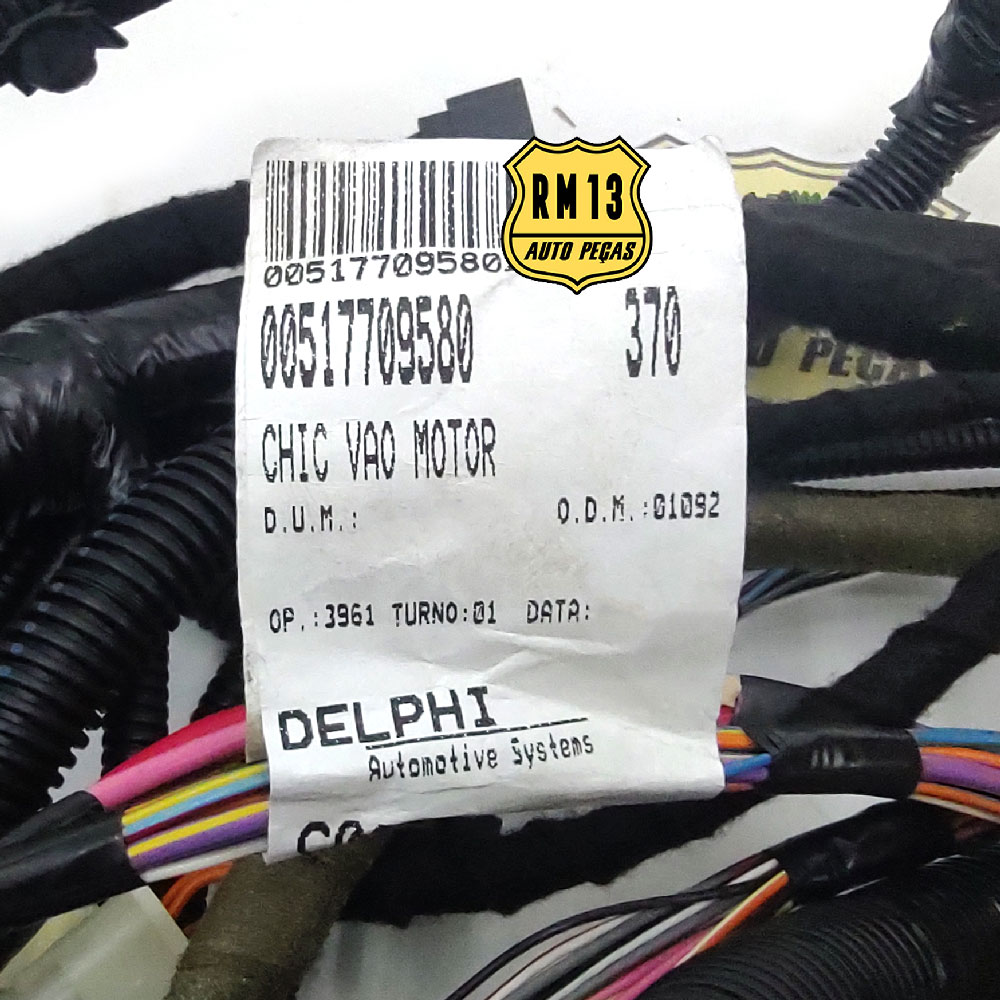 RM 13
AUTO PEÇAS
00517709580
00517709580 370
CHIC VAO MOTOR
D.U.M.: O.D.M.:01092
OP.:3961 TURNO:01 DATA:
DELPHI
Automotive Systems
PEÇA